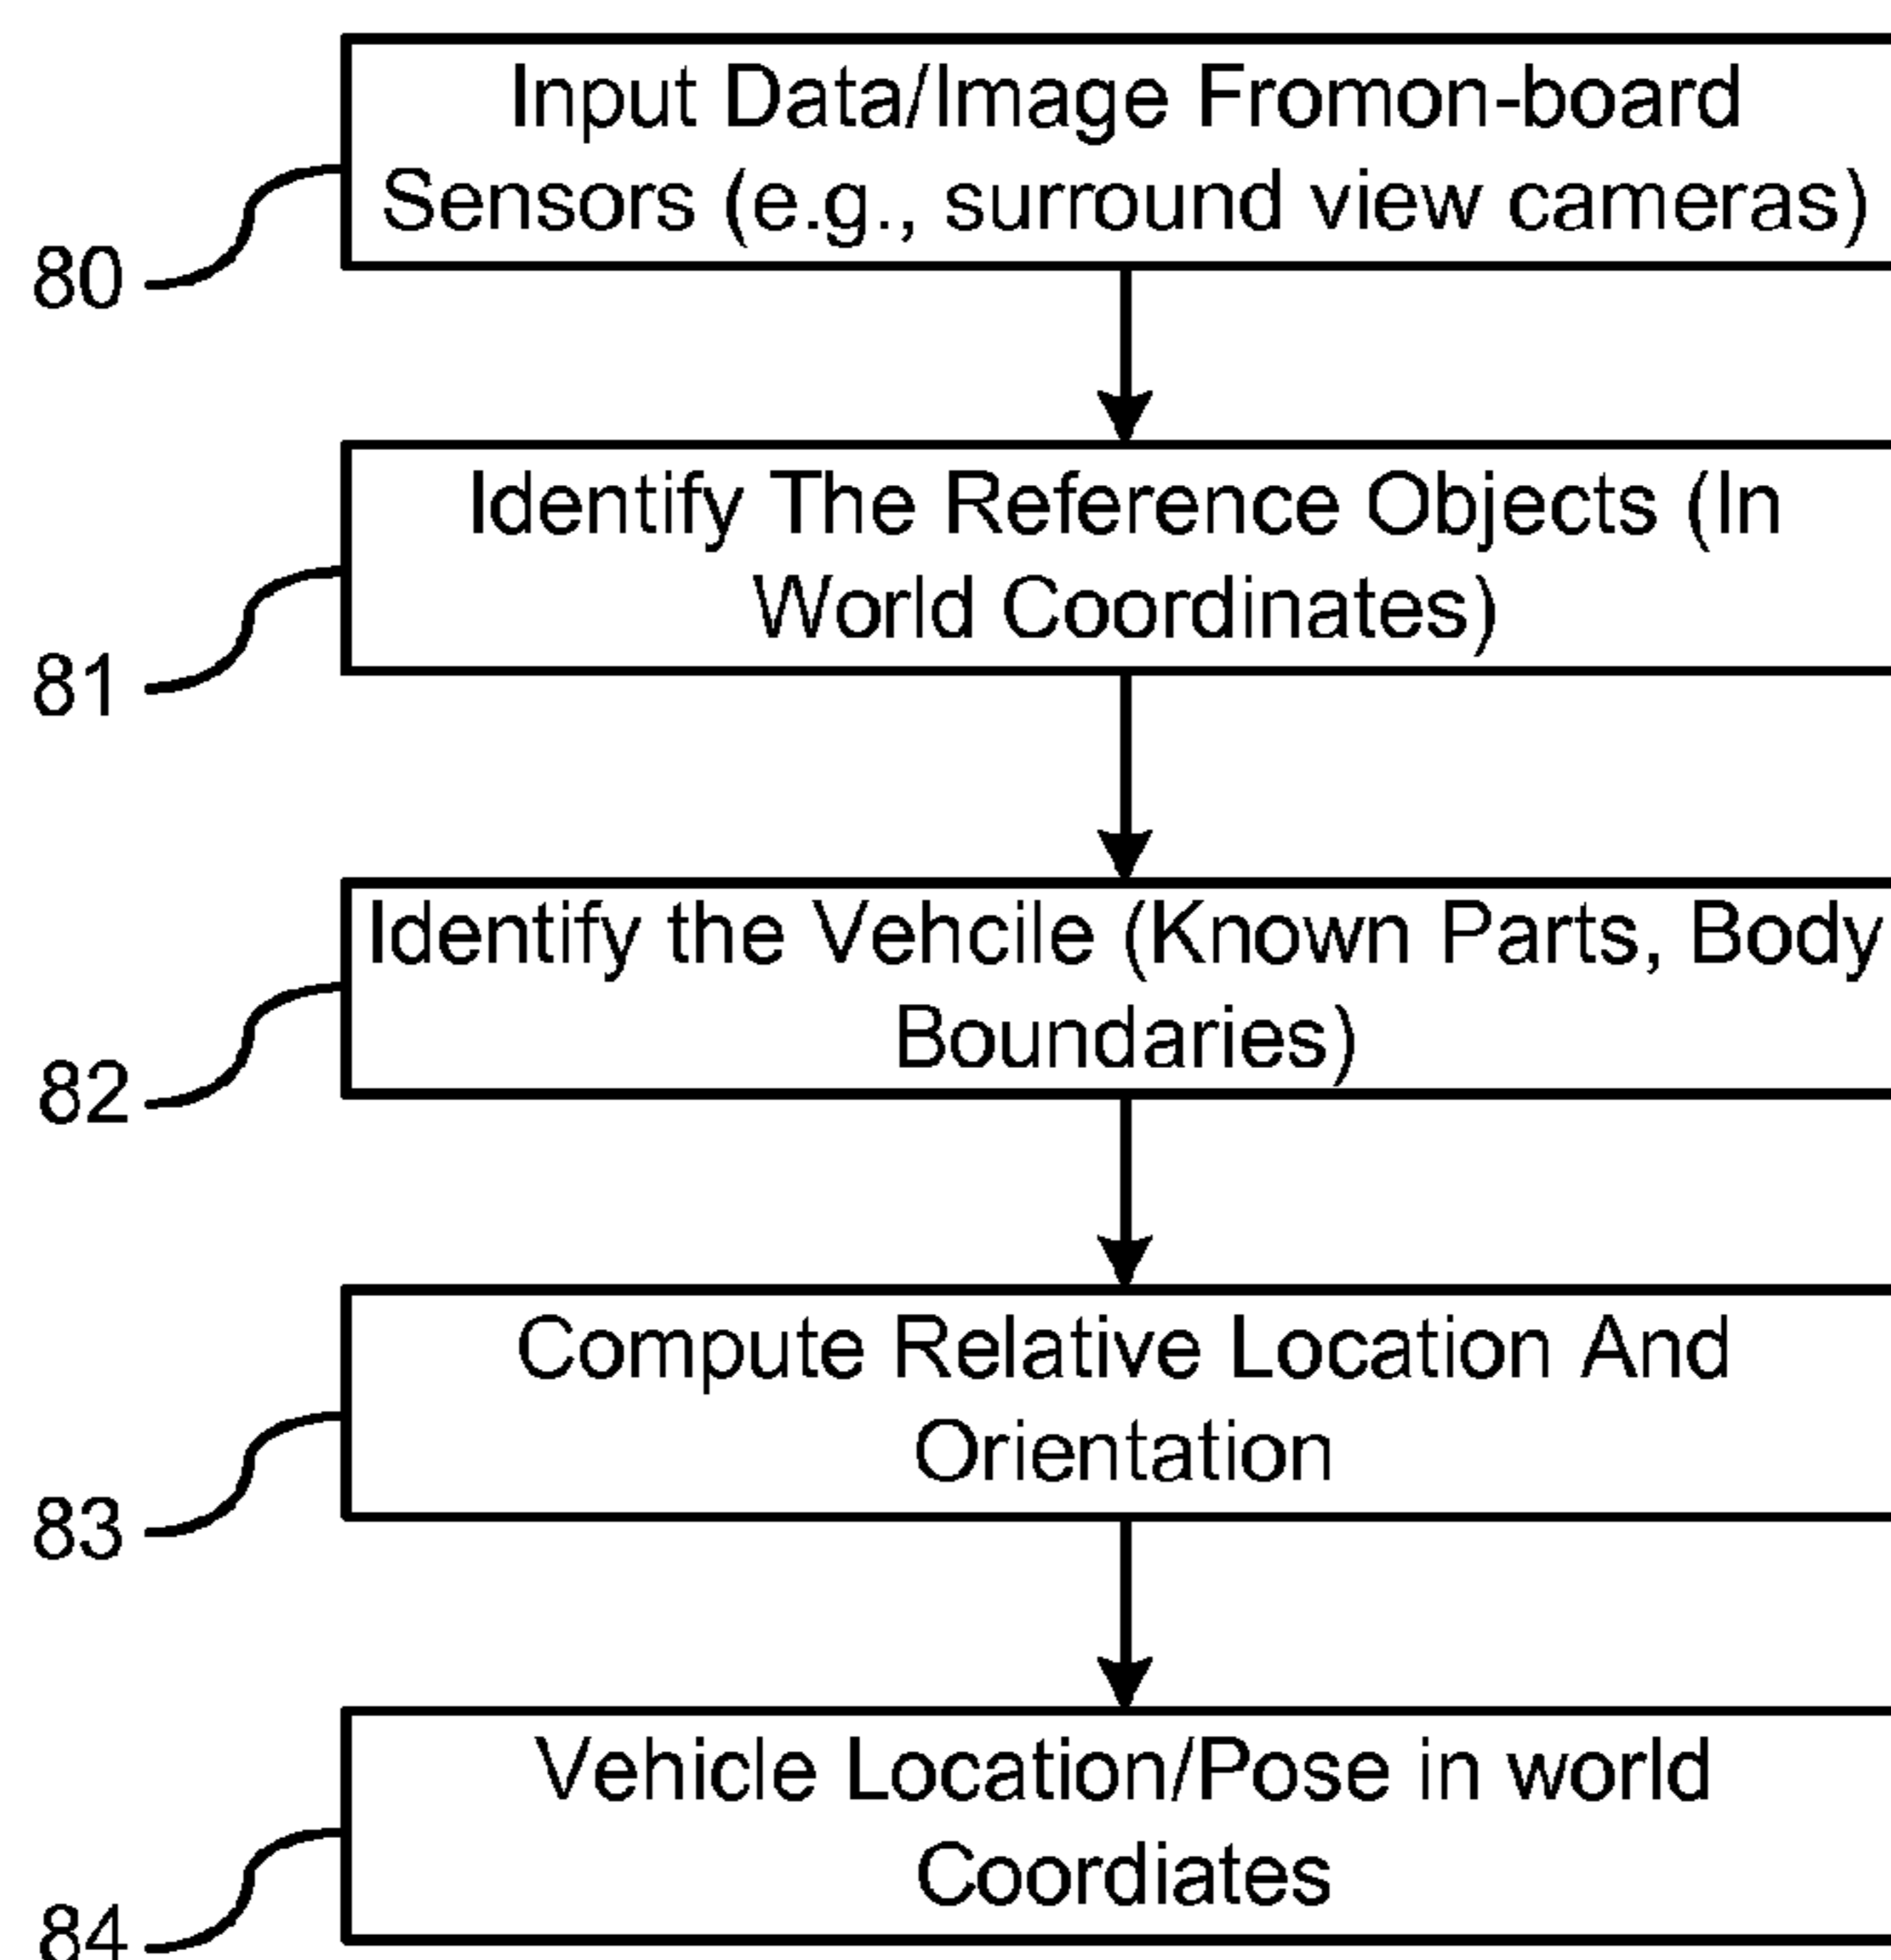 Input Data/Image Fromon-board
Sensors (e.g., surround view cameras)
80
Identify The Reference Objects (In
World Coordinates)
81
Identify the Vehcile (Known Parts, Body
Boundaries)
82
Compute Relative Location And
Orientation
83
Vehicle Location/Pose in world
Coordiates
84